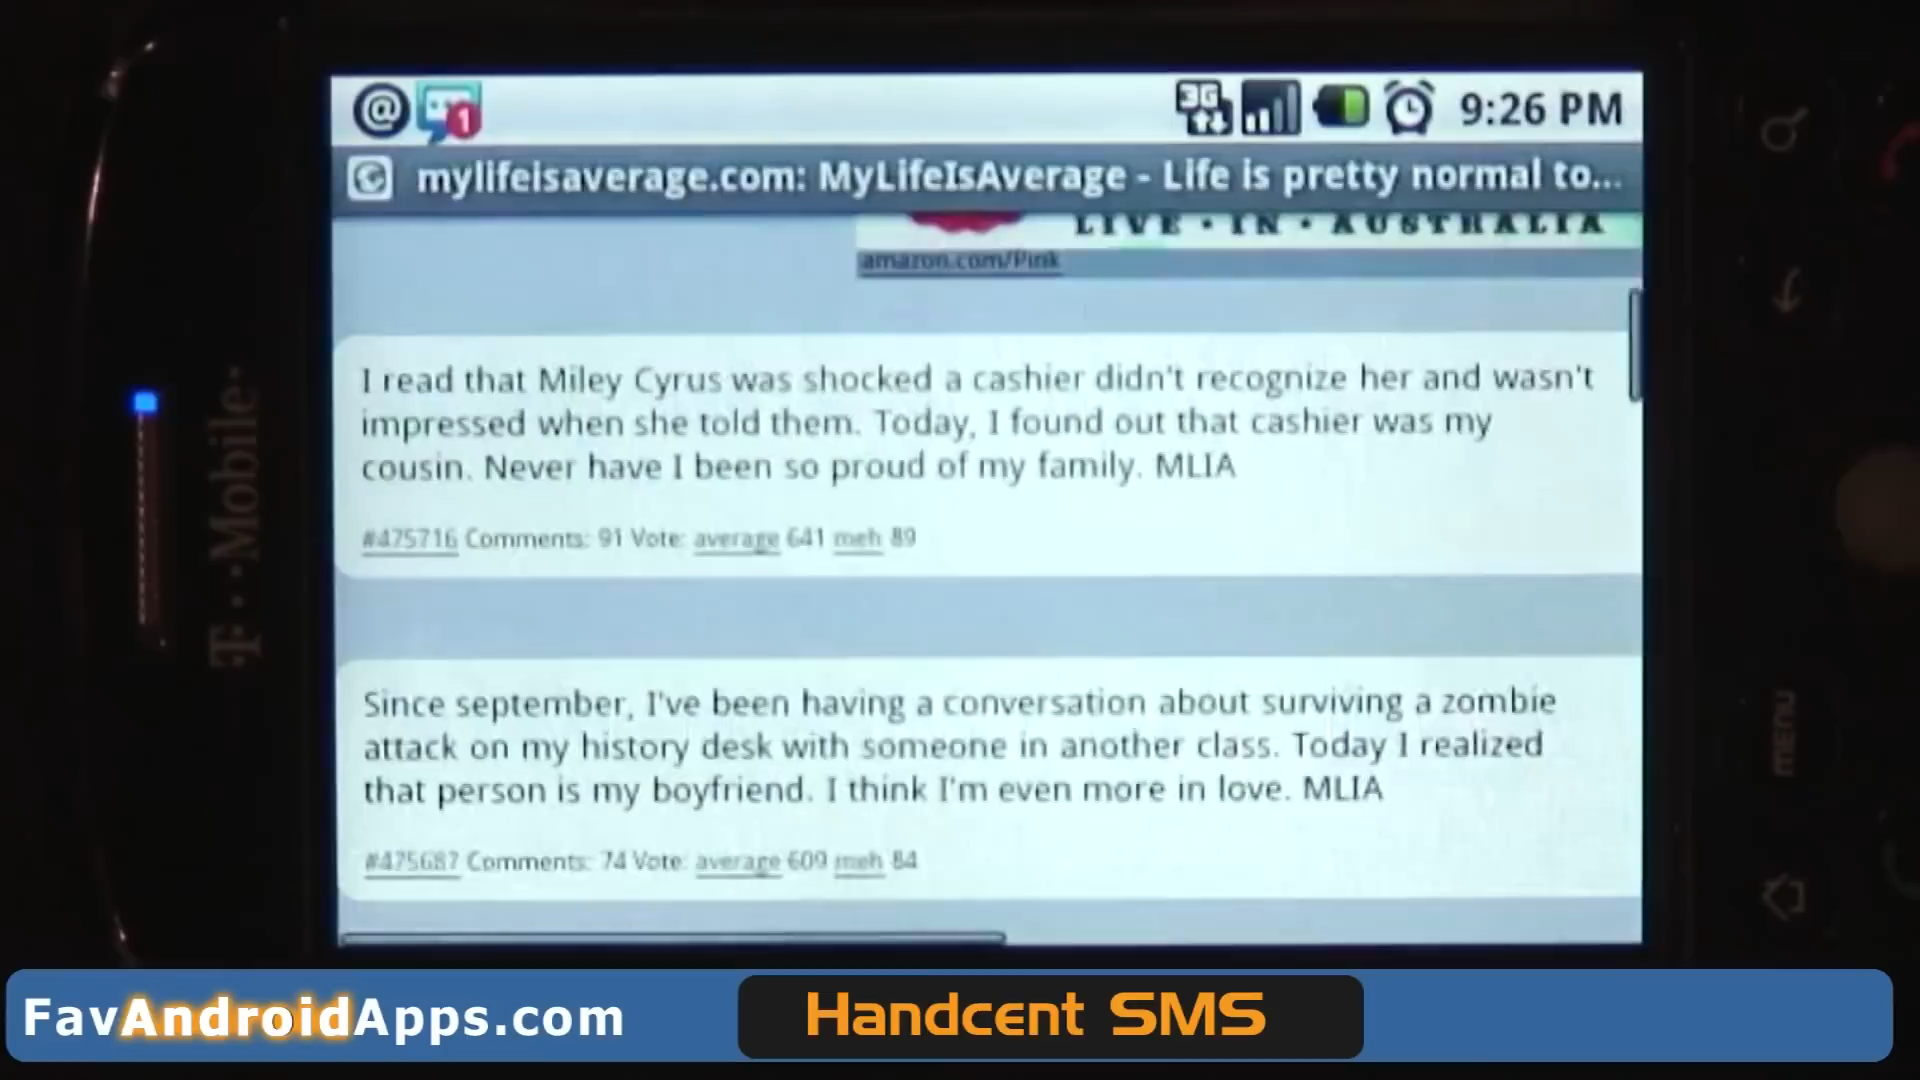 @ 1 3G 9:26 PM
mylifeisaverage.com: MyLifeIsAverage - Life is pretty normal to...
LIVE • IN • AUSTRALIA
amazon.com/Pink
I read that Miley Cyrus was shocked a cashier didn't recognize her and wasn't
impressed when she told them. Today, I found out that cashier was my
cousin. Never have I been so proud of my family. MLIA
#475716 Comments: 91 Vote: average 641 meh 89
Since september, I've been having a conversation about surviving a zombie
attack on my history desk with someone in another class. Today I realized
that person is my boyfriend. I think I'm even more in love. MLIA
#475687 Comments: 74 Vote: average 609 meh 84
T··Mobile·
MENU
FavAndroidApps.com
Handcent SMS